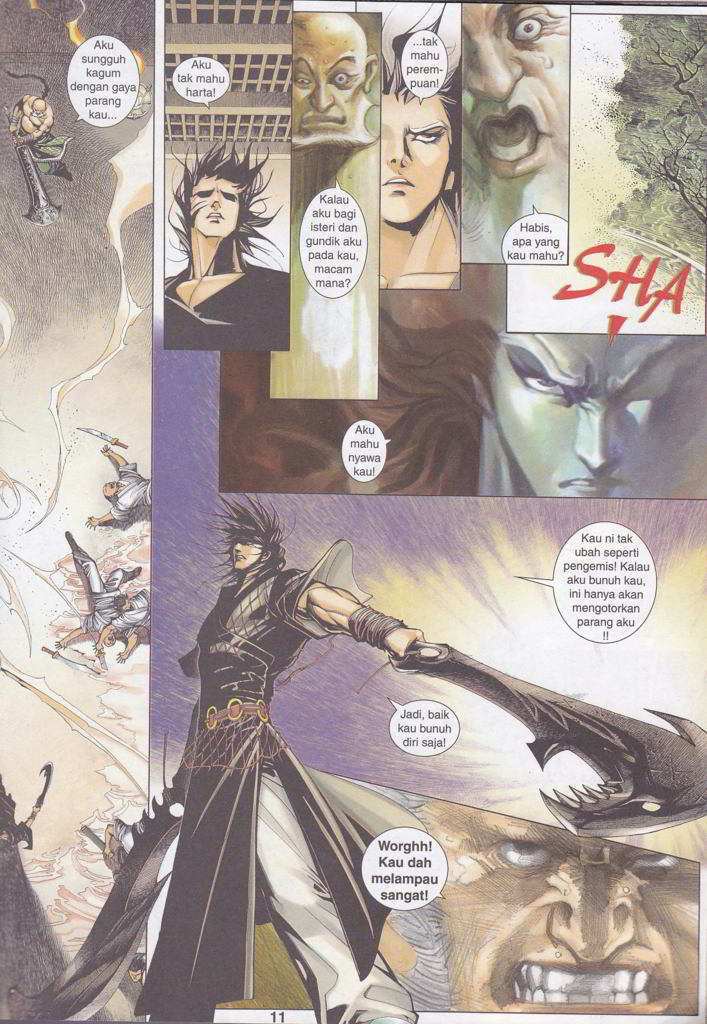 Aku
sungguh
kagum
dengan gaya
parang
kau...
Aku
tak mahu
harta!
Kalau
aku bagi
isteri dan
gundik aku
pada kau,
macam
mana?
...tak
mahu
perem-
puan!
Habis,
apa yang
kau mahu?
SHA
!
Aku
mahu
nyawa
kau!
Kau ni tak
ubah seperti
pengemis! Kalau
aku bunuh kau,
ini hanya akan
mengotorkan
parang aku
!!
Jadi, baik
kau bunuh
diri saja!
Worghh!
Kau dah
melampau
sangat!
11